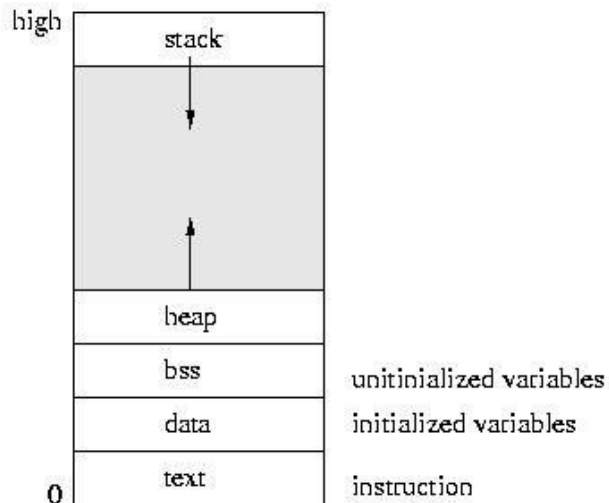 high
stack
heap
bss
unitinialized variables
data
initialized variables
text
instruction
0